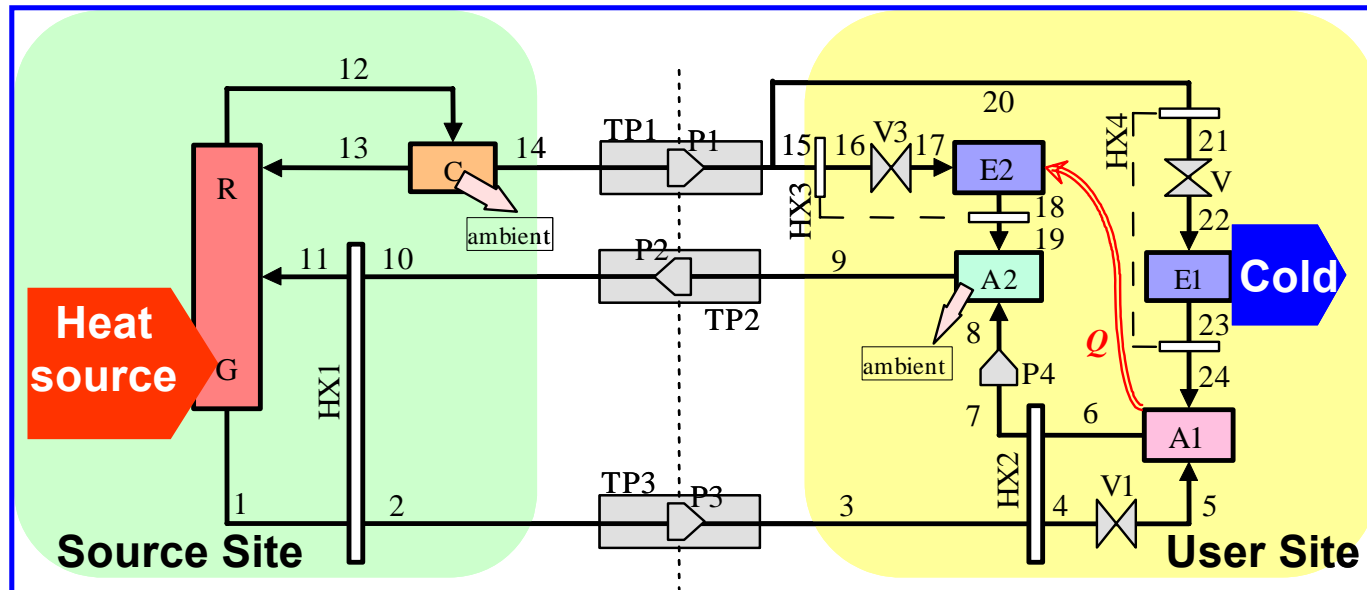 12
20
HX4
TP1
P1
15
16
V3
17
21
R
13
C
14
E2
V
HX3
18
22
ambient
19
11
10
P2
9
A2
E1
Cold
TP2
8
23
Heat
source
G
HX1
ambient
Q
P4
24
7
6
A1
HX2
TP3
P3
1
2
3
4
V1
5
Source Site
User Site